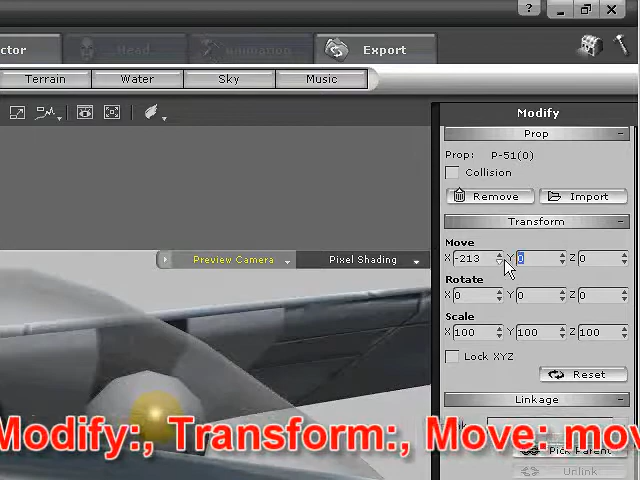 ?
ctor
Head
Animation
Export
Terrain
Water
Sky
Music
Modify
Prop
Prop: P-51(0)
Collision
Remove
Import
Transform
Move
X -213 Y 0 Z 0
Preview Camera
Pixel Shading
Rotate
X 0 Y 0 Z 0
Scale
X 100 Y 100 Z 100
Lock XYZ
Reset
Linkage
Modify:, Transform:, Move: mov
Pick Parent
Unlink